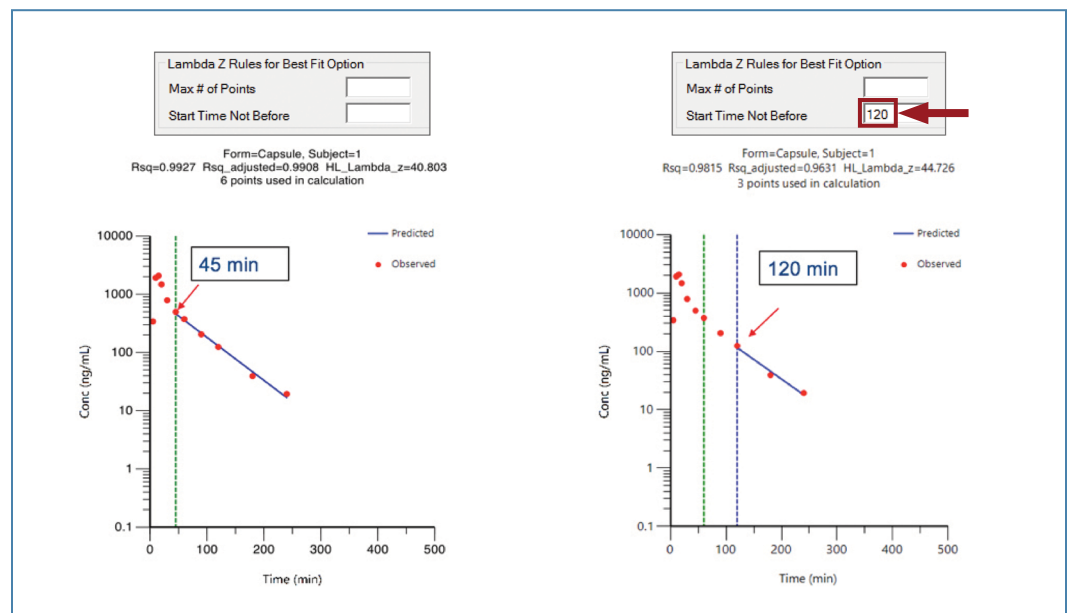 Lambda Z Rules for Best Fit Option
Max # of Points
Start Time Not Before
Form=Capsule, Subject=1
Rsq=0.9927 Rsq_adjusted=0.9908 HL_Lambda_z=40.803
6 points used in calculation
10000
1000
100
10
1
0.1
Conc (ng/mL)
45 min
Predicted
Observed
0 100 200 300 400 500
Time (min)
Lambda Z Rules for Best Fit Option
Max # of Points
Start Time Not Before 120
Form=Capsule, Subject=1
Rsq=0.9815 Rsq_adjusted=0.9631 HL_Lambda_z=44.726
3 points used in calculation
10000
1000
100
10
1
0.1
Conc (ng/mL)
120 min
Predicted
Observed
0 100 200 300 400 500
Time (min)